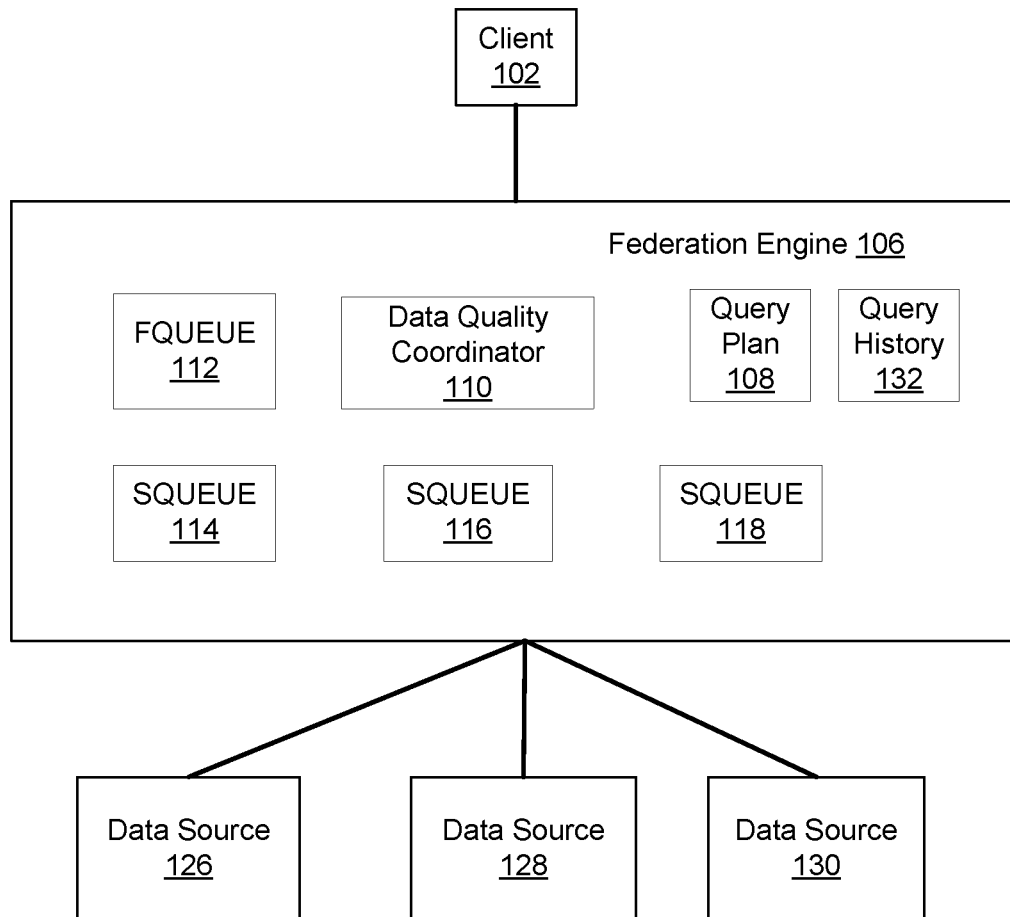 Client
102
Federation Engine 106
FQUEUE
112
Data Quality
Coordinator
110
Query
Plan
108
Query
History
132
SQUEUE
114
SQUEUE
116
SQUEUE
118
Data Source
126
Data Source
128
Data Source
130